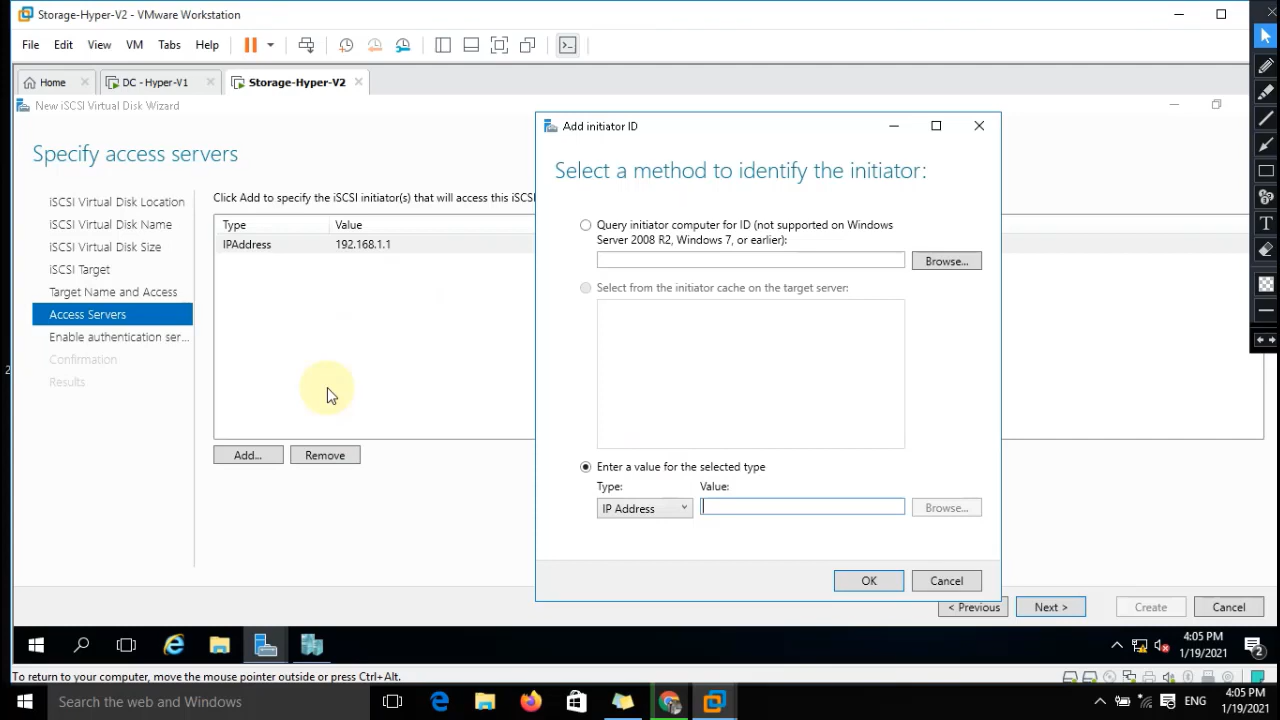 Storage-Hyper-V2 - VMware Workstation
File Edit View VM Tabs Help
Home DC - Hyper-V1 Storage-Hyper-V2
New iSCSI Virtual Disk Wizard
Specify access servers
iSCSI Virtual Disk Location
iSCSI Virtual Disk Name
iSCSI Virtual Disk Size
iSCSI Target
Target Name and Access
Access Servers
Enable authentication ser...
Confirmation
Results
Click Add to specify the iSCSI initiator(s) that will access this iSCSI
Type Value
IPAddress 192.168.1.1
Add... Remove
Add initiator ID
Select a method to identify the initiator:
Query initiator computer for ID (not supported on Windows
Server 2008 R2, Windows 7, or earlier):
Browse...
Select from the initiator cache on the target server:
Enter a value for the selected type
Type: Value:
IP Address Browse...
OK Cancel
< Previous Next > Create Cancel
4:05 PM
1/19/2021
2
To return to your computer, move the mouse pointer outside or press Ctrl+Alt.
Search the web and Windows
ENG
4:05 PM
1/19/2021